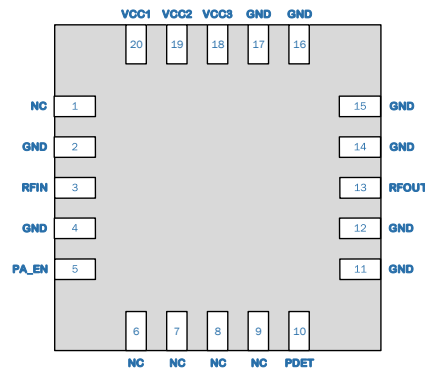 VCC1 VCC2 VCC3 GND GND
20 19 18 17 16
NC 1 15 GND
GND 2 14 GND
RFIN 3 13 RFOUT
GND 4 12 GND
PA_EN 5 11 GND
6 7 8 9 10
NC NC NC NC PDET